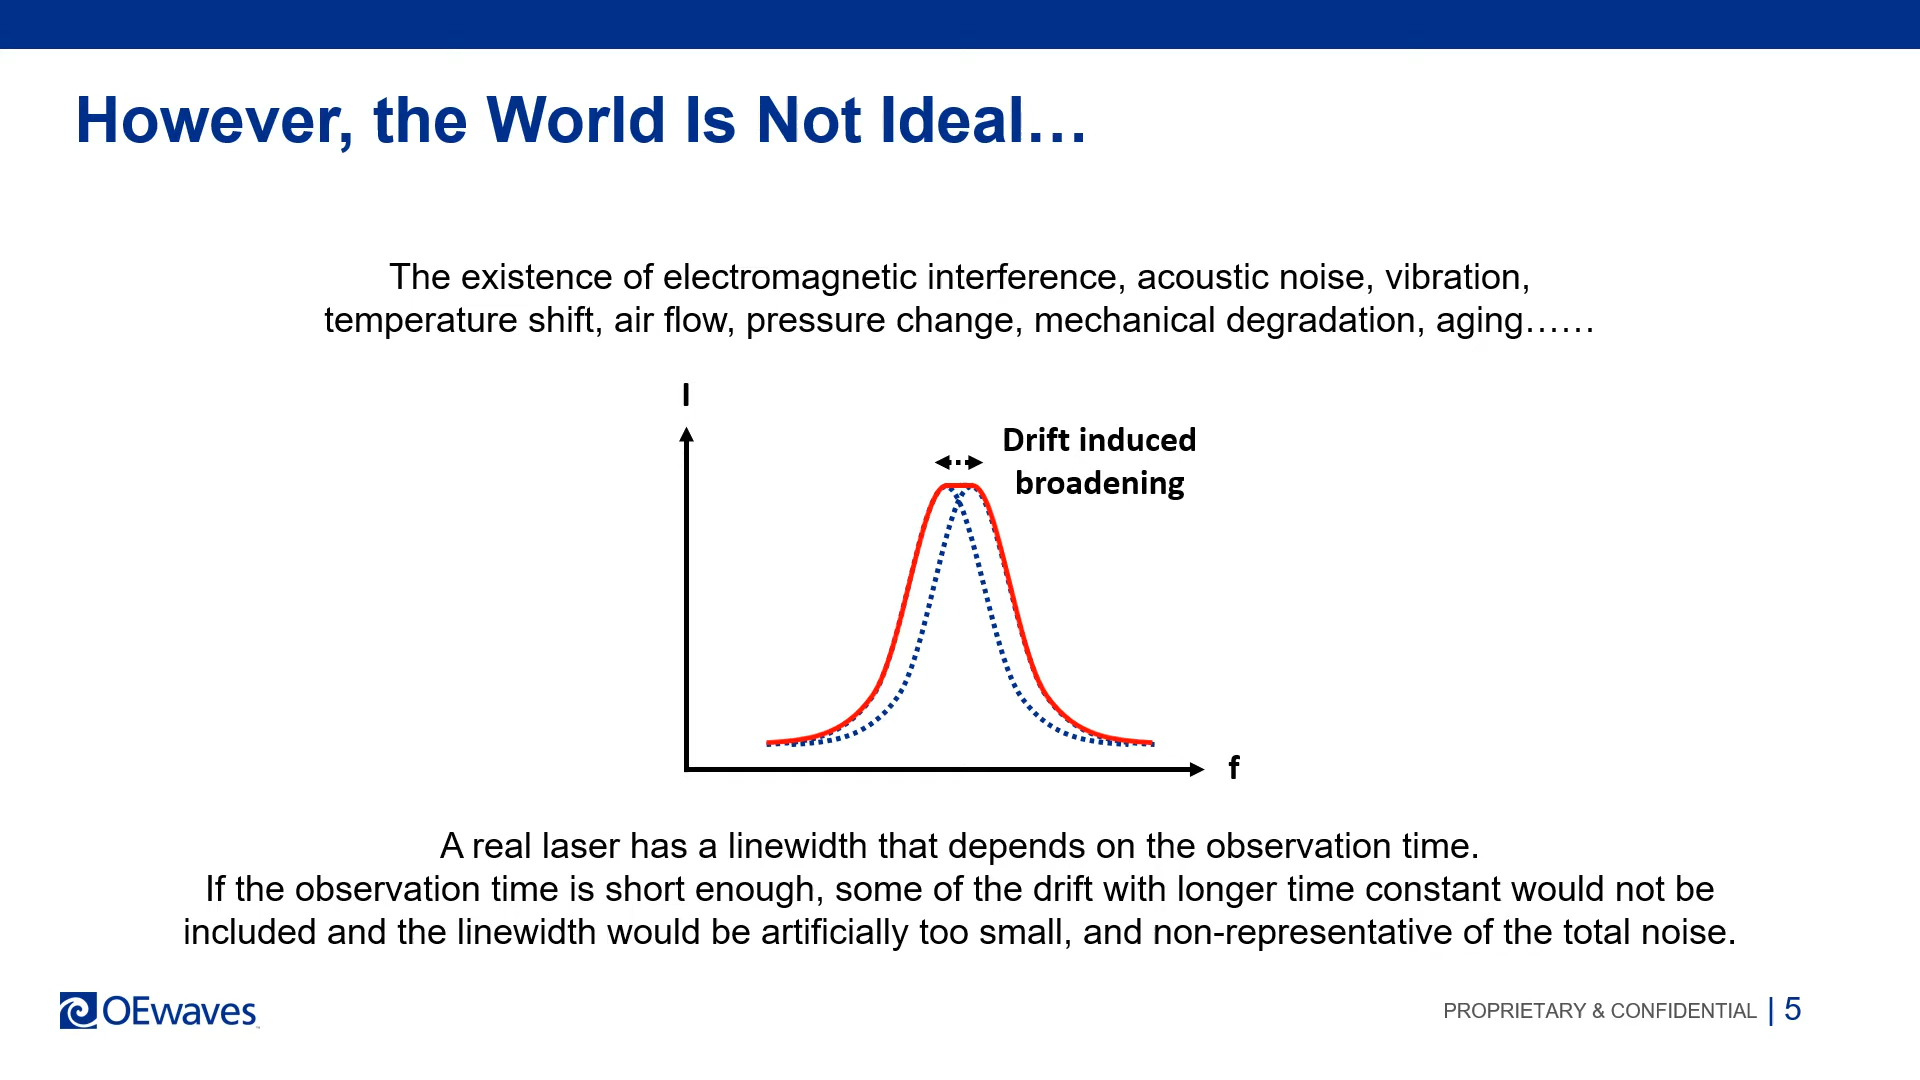 However, the World Is Not Ideal…
The existence of electromagnetic interference, acoustic noise, vibration,
temperature shift, air flow, pressure change, mechanical degradation, aging……
I
Drift induced
broadening
f
A real laser has a linewidth that depends on the observation time.
If the observation time is short enough, some of the drift with longer time constant would not be
included and the linewidth would be artificially too small, and non-representative of the total noise.
OEwaves™
PROPRIETARY & CONFIDENTIAL | 5